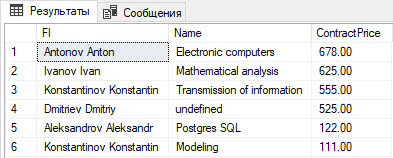 Результаты Сообщения
FI Name ContractPrice
1 Antonov Anton Electronic computers 678.00
2 Ivanov Ivan Mathematical analysis 625.00
3 Konstantinov Konstantin Transmission of information 555.00
4 Dmitriev Dmitriy undefined 525.00
5 Aleksandrov Aleksandr Postgres SQL 122.00
6 Konstantinov Konstantin Modeling 111.00